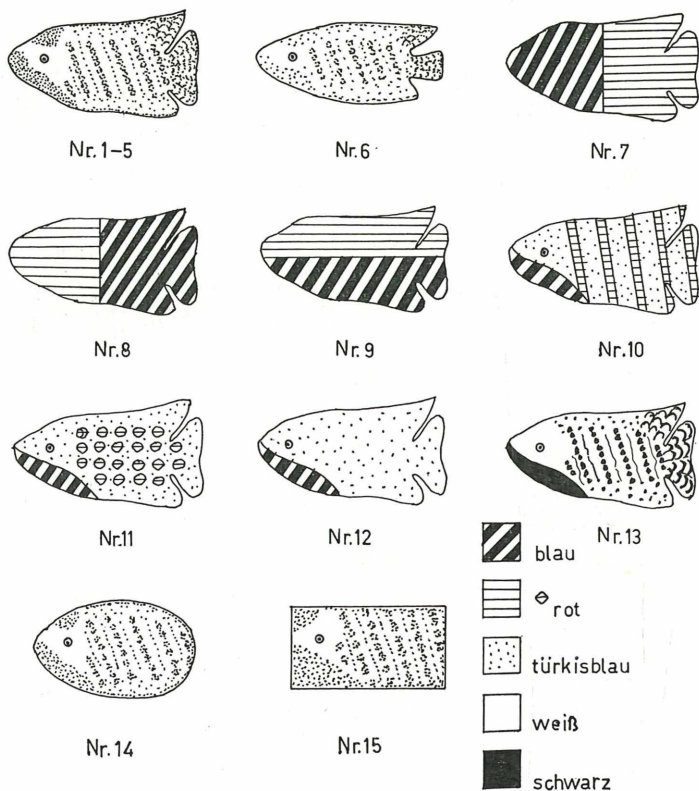 Nr. 1-5
Nr. 6
Nr. 7
Nr. 8
Nr. 9
Nr. 10
Nr. 11
Nr. 12
Nr. 13
blau
rot
türkisblau
weiß
schwarz
Nr. 14
Nr. 15